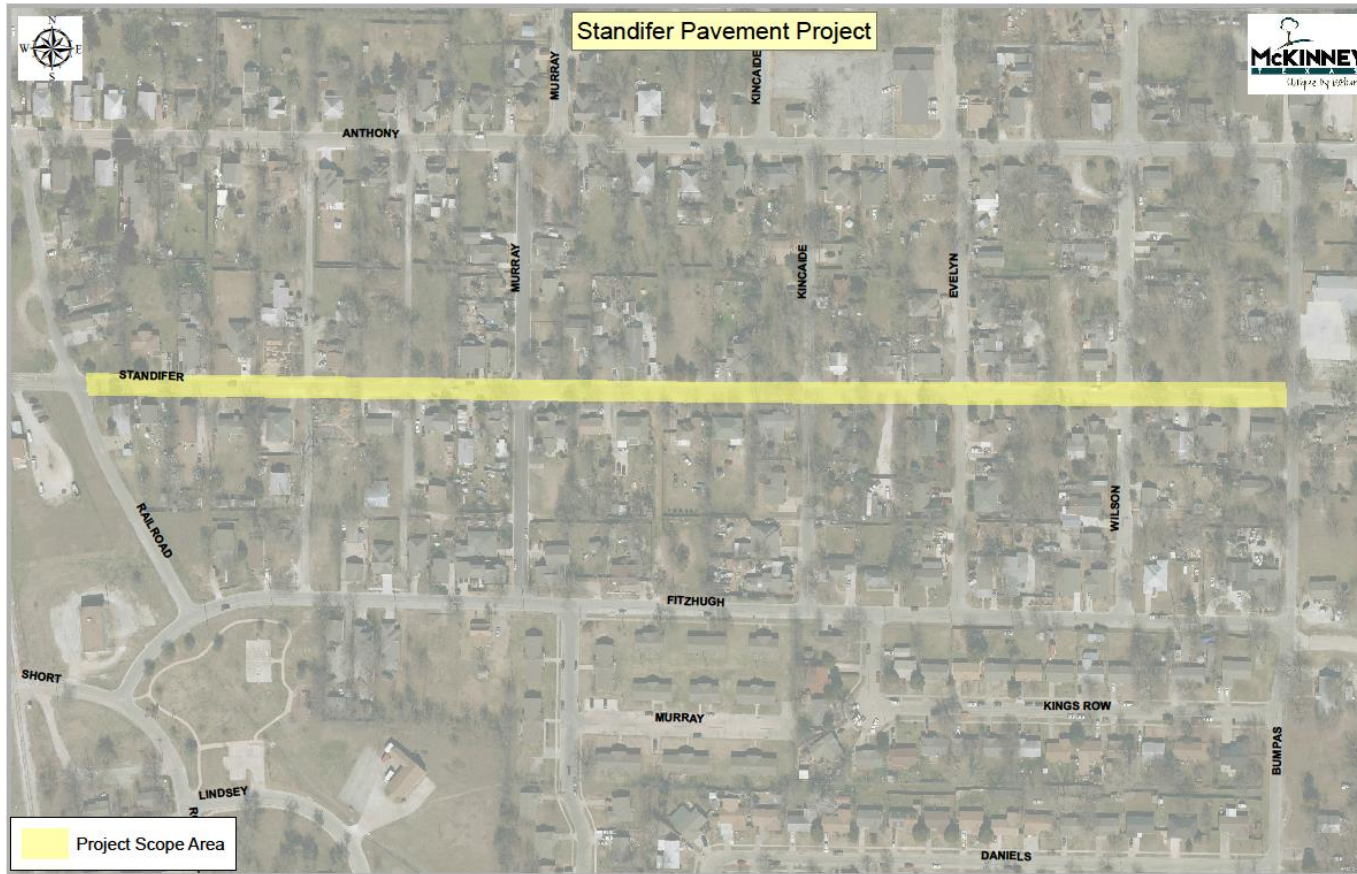 Standifer Pavement Project
N
W E
S
McKINNEY
TEXAS
MURRAY
KINCAIDE
ANTHONY
MURRAY
KINCAIDE
EVELYN
STANDIFER
RAILROAD
WILSON
FITZHUGH
SHORT
KINGS ROW
MURRAY
BUMPAS
LINDSEY
DANIELS
Project Scope Area